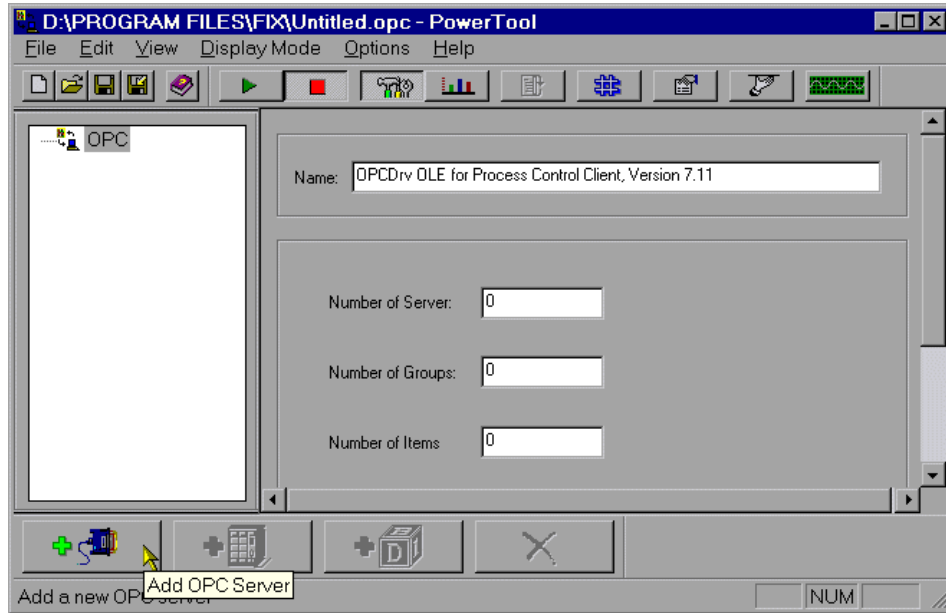 D:\PROGRAM FILES\FIX\Untitled.opc - PowerTool
File Edit View Display Mode Options Help
OPC
Name: OPCDrv OLE for Process Control Client, Version 7.11
Number of Server: 0
Number of Groups: 0
Number of Items 0
D
Add OPC Server
Add a new OPC server
NUM